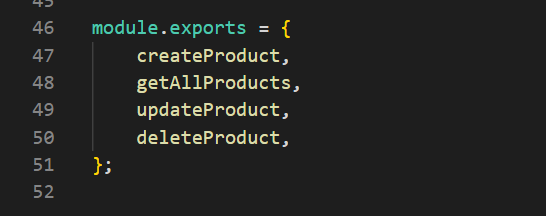 45
46 module.exports = {
47     createProduct,
48     getAllProducts,
49     updateProduct,
50     deleteProduct,
51 };
52